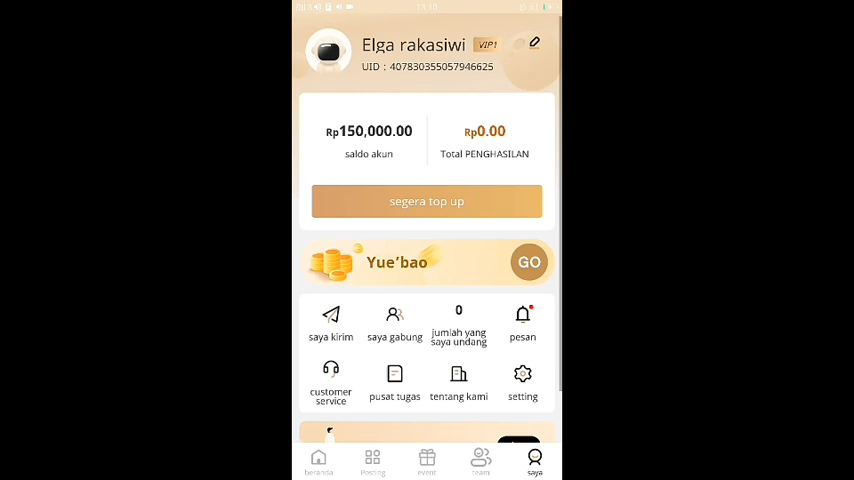 18.10
Elga rakasiwi VIP1
UID : 407830355057946625
Rp150,000.00
saldo akun
Rp0.00
Total PENGHASILAN
segera top up
Yue’bao GO
saya kirim
saya gabung
0
jumlah yang
saya undang
pesan
customer
service
pusat tugas
tentang kami
setting
beranda
Posting
event
team
saya